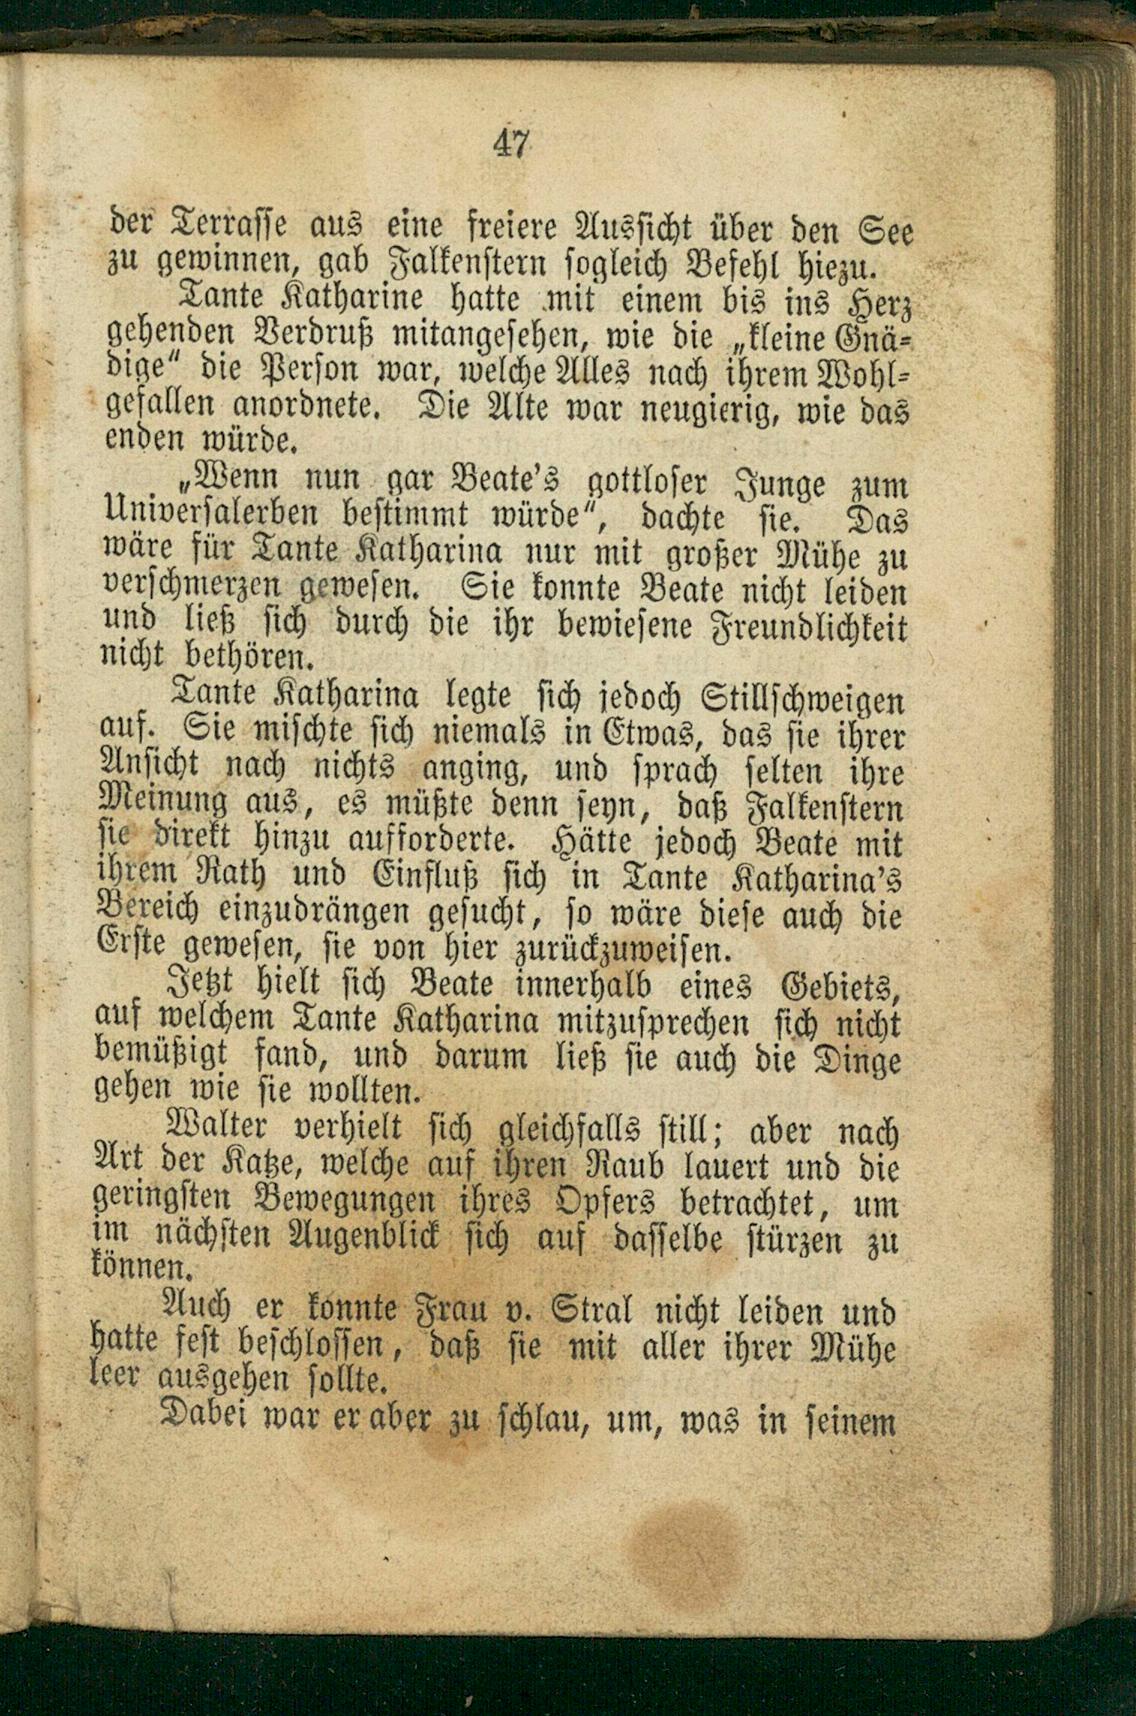 47
der Terrasse aus eine freiere Aussicht über den See
zu gewinnen, gab Falkenstern sogleich Befehl hiezu.
Tante Katharine hatte mit einem bis ins Herz
gehenden Verdruß mitangesehen, wie die „kleine Gnä-
dige“ die Person war, welche Alles nach ihrem Wohl-
gefallen anordnete. Die Alte war neugierig, wie das
enden würde.
„Wenn nun gar Beate's gottloser Junge zum
Universalerben bestimmt würde“, dachte sie. Das
wäre für Tante Katharina nur mit großer Mühe zu
verschmerzen gewesen. Sie konnte Beate nicht leiden
und ließ sich durch die ihr bewiesene Freundlichkeit
nicht bethören.
Tante Katharina legte sich jedoch Stillschweigen
auf. Sie mischte sich niemals in Etwas, das sie ihrer
Ansicht nach nichts anging, und sprach selten ihre
Meinung aus, es müßte denn seyn, daß Falkenstern
sie direkt hinzu aufforderte. Hätte jedoch Beate mit
ihrem Rath und Einfluß sich in Tante Katharina's
Bereich einzudrängen gesucht, so wäre diese auch die
Erste gewesen, sie von hier zurückzuweisen.
Jetzt hielt sich Beate innerhalb eines Gebiets,
auf welchem Tante Katharina mitzusprechen sich nicht
bemüßigt fand, und darum ließ sie auch die Dinge
gehen wie sie wollten.
Walter verhielt sich gleichfalls still; aber nach
Art der Katze, welche auf ihren Raub lauert und die
geringsten Bewegungen ihres Opfers betrachtet, um
im nächsten Augenblick sich auf dasselbe stürzen zu
können.
Auch er konnte Frau v. Stral nicht leiden und
hatte fest beschlossen, daß sie mit aller ihrer Mühe
leer ausgehen sollte.
Dabei war er aber zu schlau, um, was in seinem